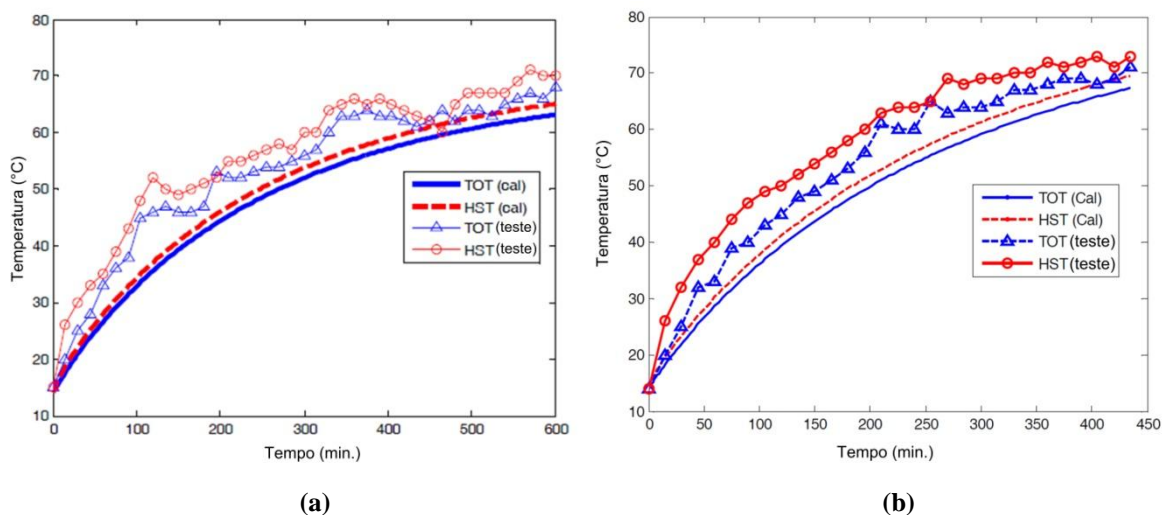 80
70
60
50
40
30
20
10
Temperatura (°C)
TOT (cal)
HST (cal)
TOT (teste)
HST (teste)
0 100 200 300 400 500 600
Tempo (min.)
(a)
80
70
60
50
40
30
20
10
Temperatura (°C)
TOT (Cal)
HST (Cal)
TOT (teste)
HST (teste)
0 50 100 150 200 250 300 350 400 450
Tempo (min.)
(b)